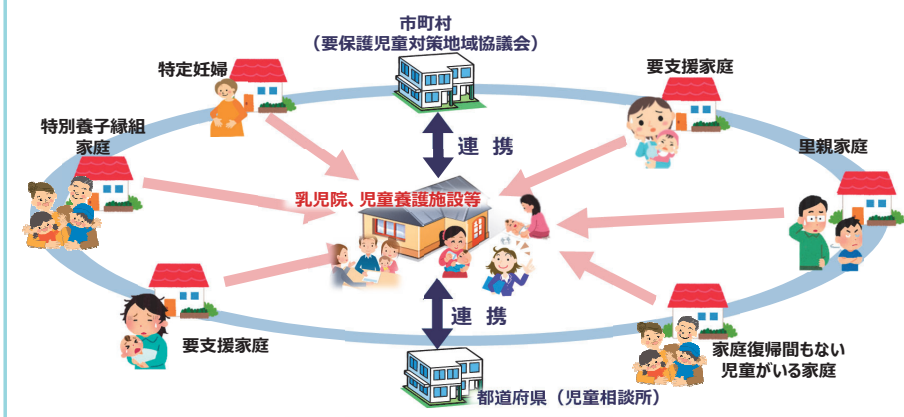 市町村
（要保護児童対策地域協議会）
特定妊婦
要支援家庭
特別養子縁組
家庭
連 携
里親家庭
乳児院、児童養護施設等
連 携
要支援家庭
家庭復帰間もない
児童がいる家庭
都道府県（児童相談所）